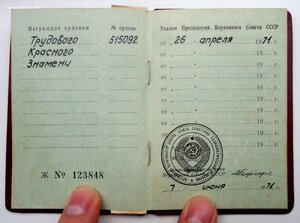 Награжден орденом № ордена
Трудового 515092
Красного
Знамени
Ж № 123848
Указом Президиума Верховного Совета СССР
от 26 апреля 1971 г.
от 19 г.
от 19 г.
от 19 г.
от 19 г.
от 19 г.
от 19 г.
от 19 г.
7 июня 1971 г.